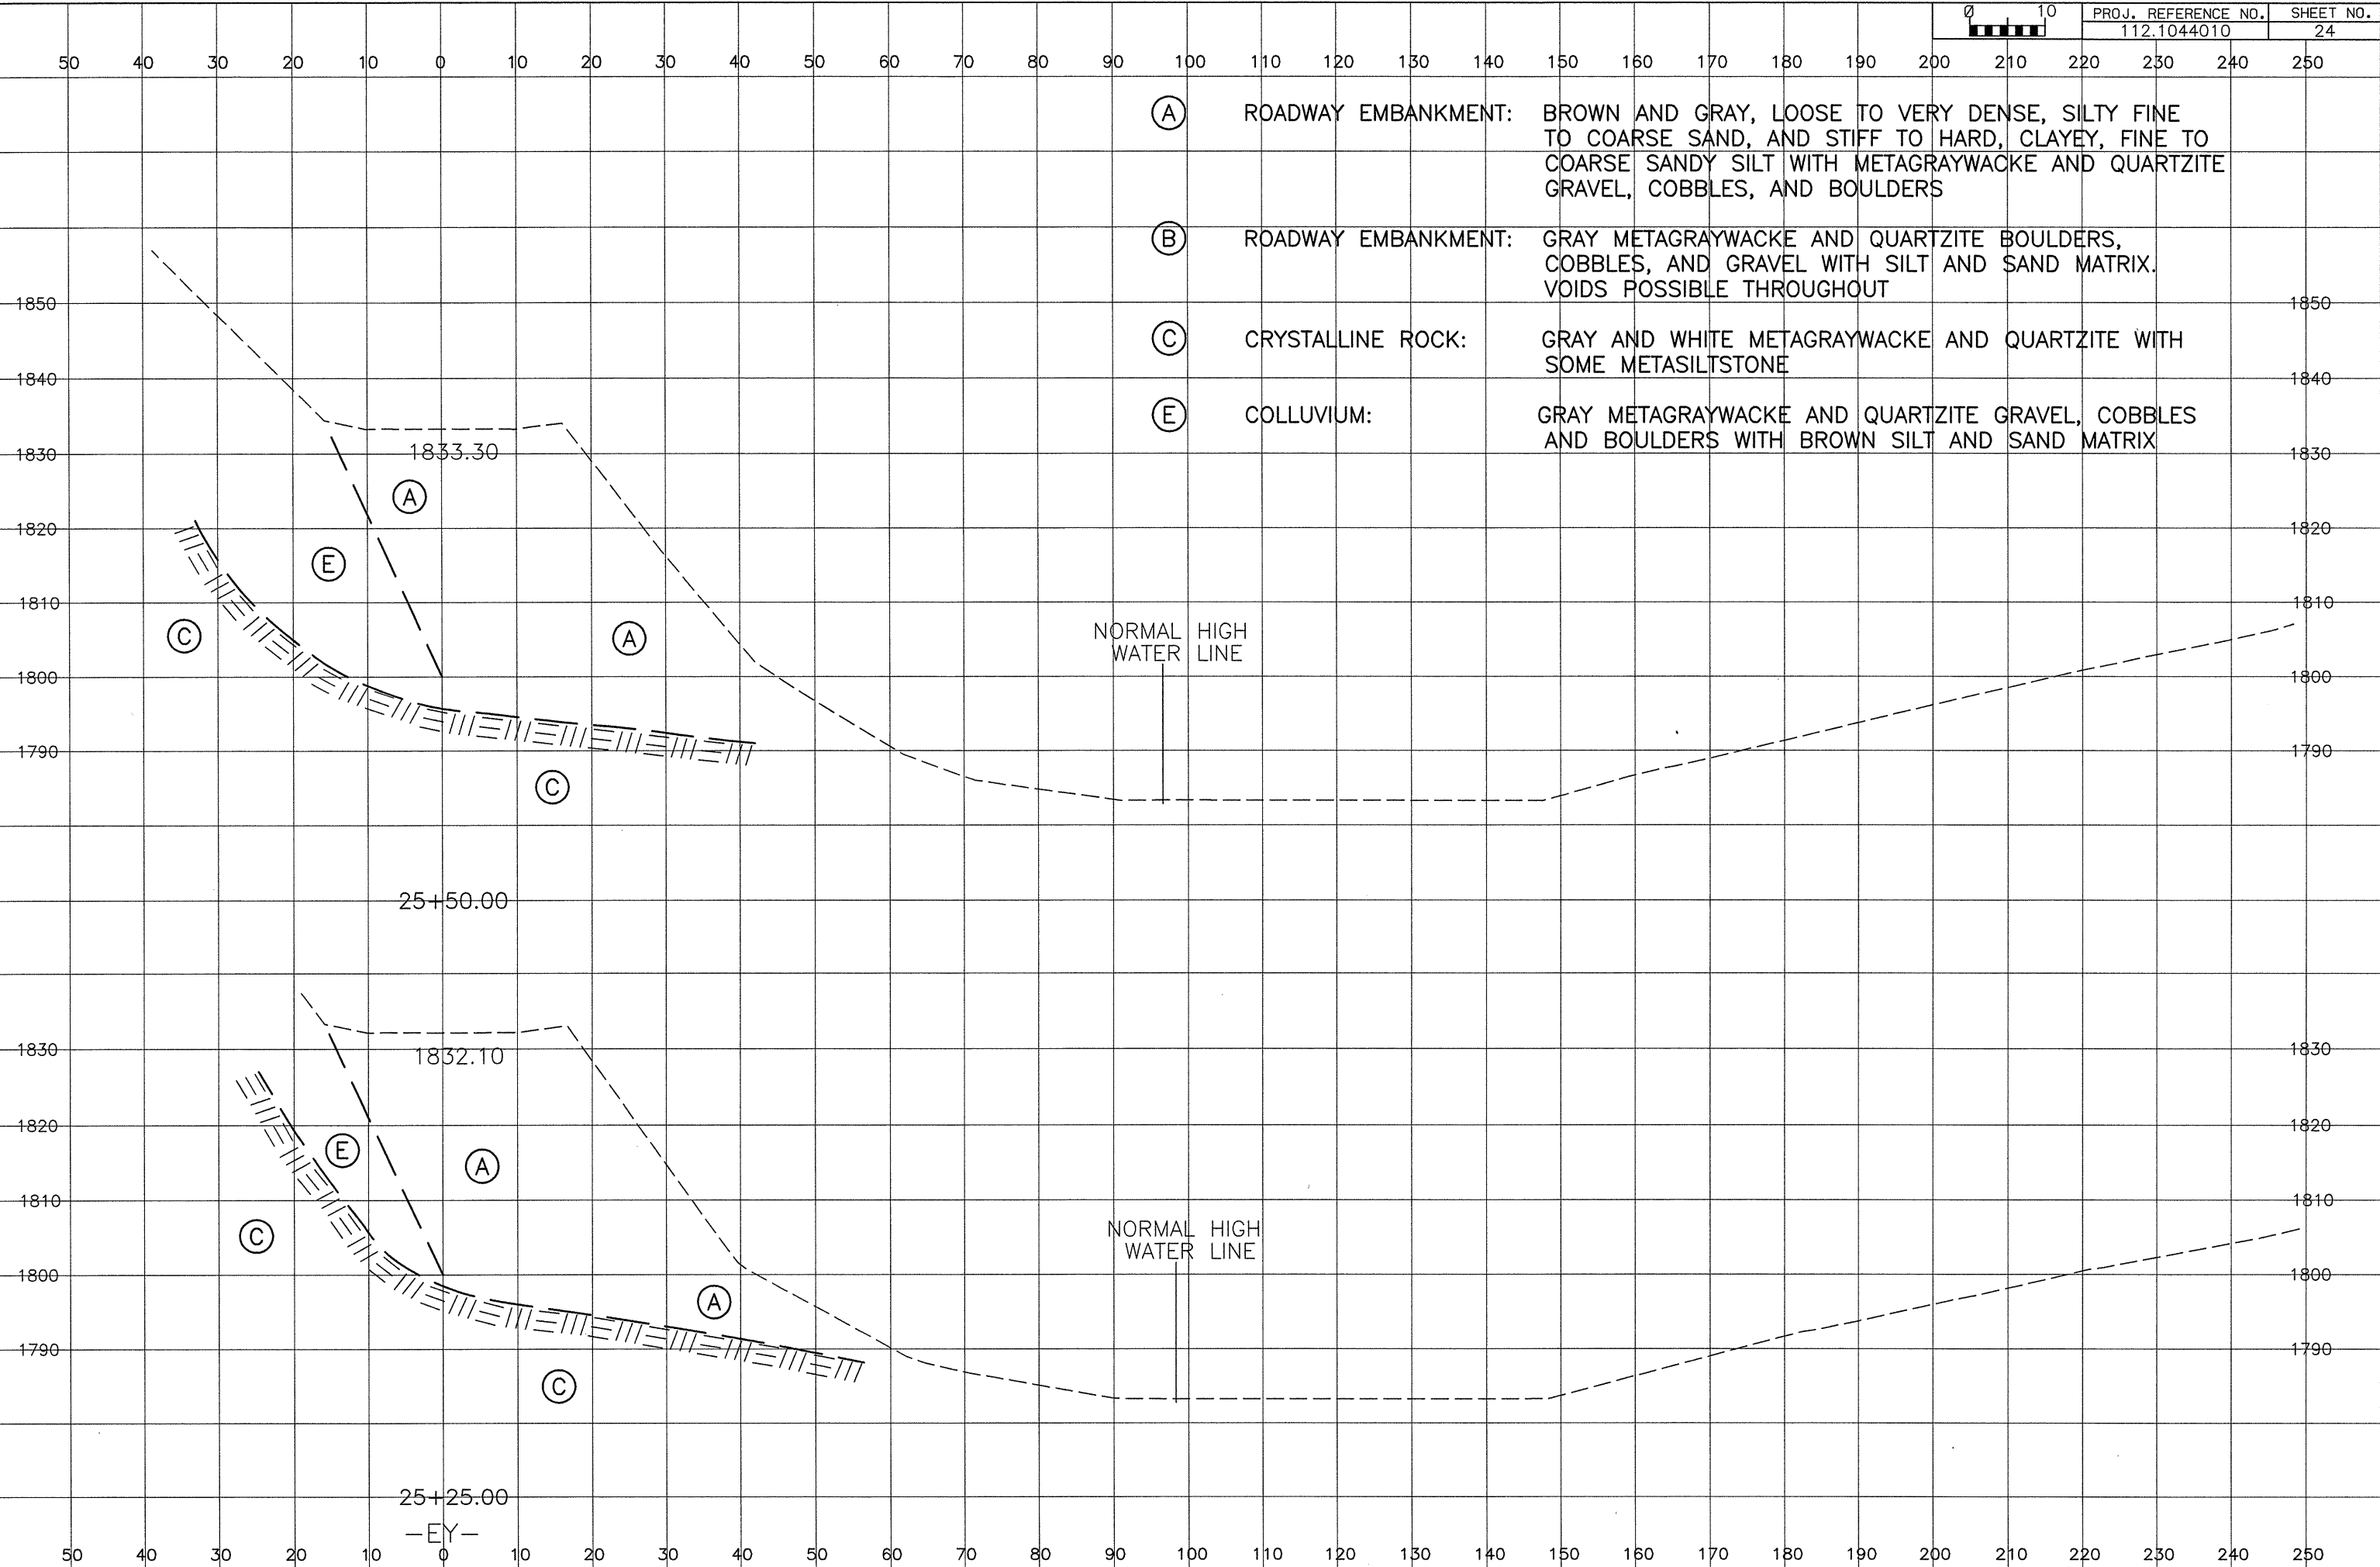 0 10
PROJ. REFERENCE NO. SHEET NO.
112.1044010 24
50 40 30 20 10 0 10 20 30 40 50 60 70 80 90 100 110 120 130 140 150 160 170 180 190 200 210 220 230 240 250
A ROADWAY EMBANKMENT: BROWN AND GRAY, LOOSE TO VERY DENSE, SILTY FINE
TO COARSE SAND, AND STIFF TO HARD, CLAYEY, FINE TO
COARSE SANDY SILT WITH METAGRAYWACKE AND QUARTZITE
GRAVEL, COBBLES, AND BOULDERS
B ROADWAY EMBANKMENT: GRAY METAGRAYWACKE AND QUARTZITE BOULDERS,
COBBLES, AND GRAVEL WITH SILT AND SAND MATRIX.
VOIDS POSSIBLE THROUGHOUT
1850 1850
C CRYSTALLINE ROCK: GRAY AND WHITE METAGRAYWACKE AND QUARTZITE WITH
SOME METASILTSTONE
1840 1840
E COLLUVIUM: GRAY METAGRAYWACKE AND QUARTZITE GRAVEL, COBBLES
AND BOULDERS WITH BROWN SILT AND SAND MATRIX
1833.30
1830 1830
A
1820 1820
E
1810 1810
C A
NORMAL HIGH
WATER LINE
1800 1800
1790 1790
C
25+50.00
1830 1830
1832.10
1820 1820
E A
1810 1810
C
NORMAL HIGH
WATER LINE
1800 1800
A
1790 1790
C
25+25.00
-EY-
50 40 30 20 10 0 10 20 30 40 50 60 70 80 90 100 110 120 130 140 150 160 170 180 190 200 210 220 230 240 250